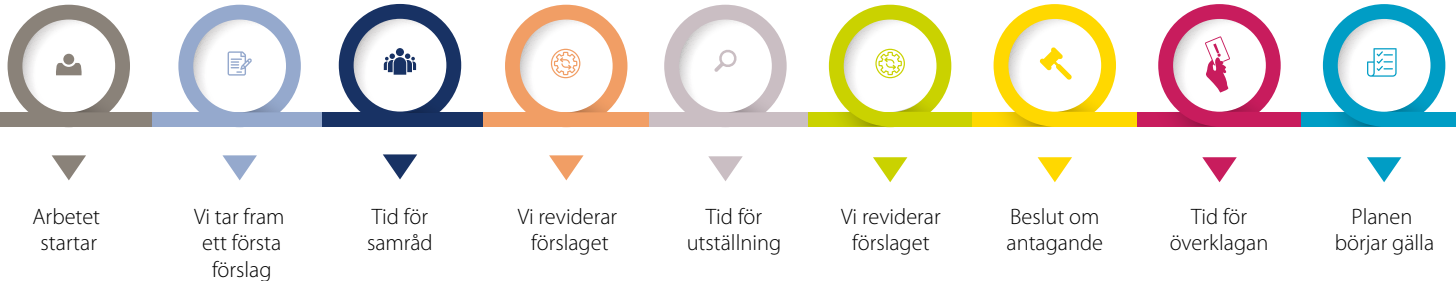 Arbetet
startar
Vi tar fram
ett första
förslag
Tid för
samråd
Vi reviderar
förslaget
Tid för
utställning
Vi reviderar
förslaget
Beslut om
antagande
Tid för
överklagan
Planen
börjar gälla